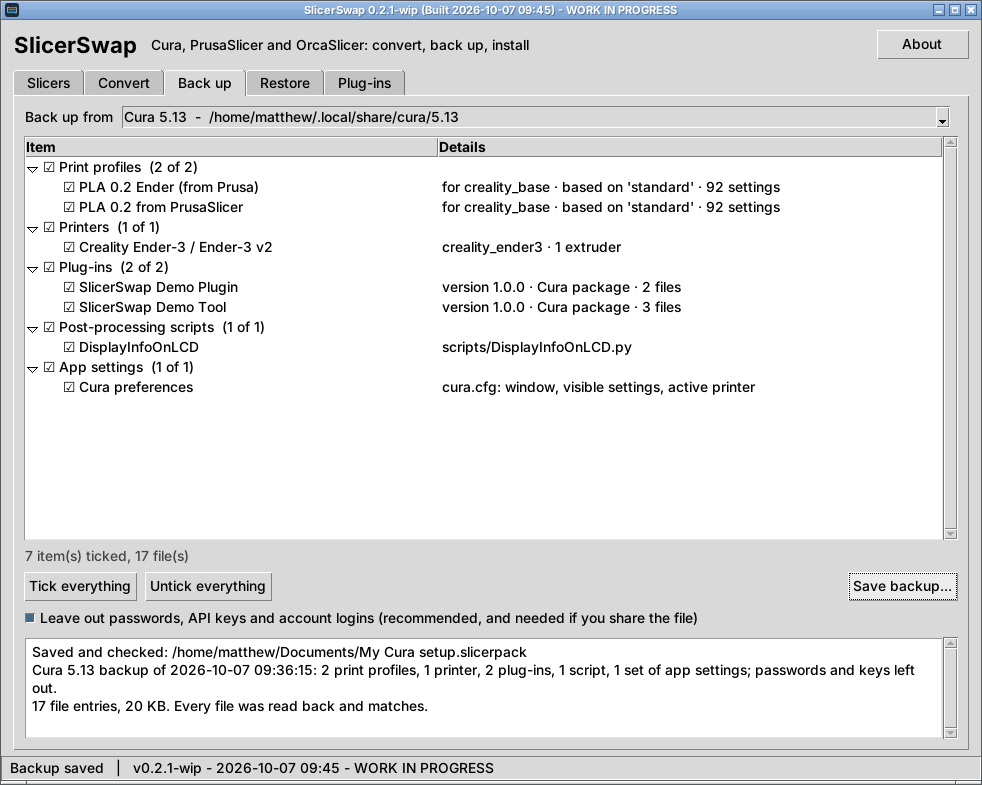 SlicerSwap 0.2.1-wip (Built 2026-10-07 09:45) - WORK IN PROGRESS
SlicerSwap Cura, PrusaSlicer and OrcaSlicer: convert, back up, install About
Slicers Convert Back up Restore Plug-ins
Back up from Cura 5.13 - /home/matthew/.local/share/cura/5.13
Item Details
Print profiles (2 of 2)
PLA 0.2 Ender (from Prusa) for creality_base · based on 'standard' · 92 settings
PLA 0.2 from PrusaSlicer for creality_base · based on 'standard' · 92 settings
Printers (1 of 1)
Creality Ender-3 / Ender-3 v2 creality_ender3 · 1 extruder
Plug-ins (2 of 2)
SlicerSwap Demo Plugin version 1.0.0 · Cura package · 2 files
SlicerSwap Demo Tool version 1.0.0 · Cura package · 3 files
Post-processing scripts (1 of 1)
DisplayInfoOnLCD scripts/DisplayInfoOnLCD.py
App settings (1 of 1)
Cura preferences cura.cfg: window, visible settings, active printer
7 item(s) ticked, 17 file(s)
Tick everything Untick everything Save backup...
Leave out passwords, API keys and account logins (recommended, and needed if you share the file)
Saved and checked: /home/matthew/Documents/My Cura setup.slicerpack
Cura 5.13 backup of 2026-10-07 09:36:15: 2 print profiles, 1 printer, 2 plug-ins, 1 script, 1 set of app settings; passwords and keys left
out.
17 file entries, 20 KB. Every file was read back and matches.
Backup saved | v0.2.1-wip - 2026-10-07 09:45 - WORK IN PROGRESS